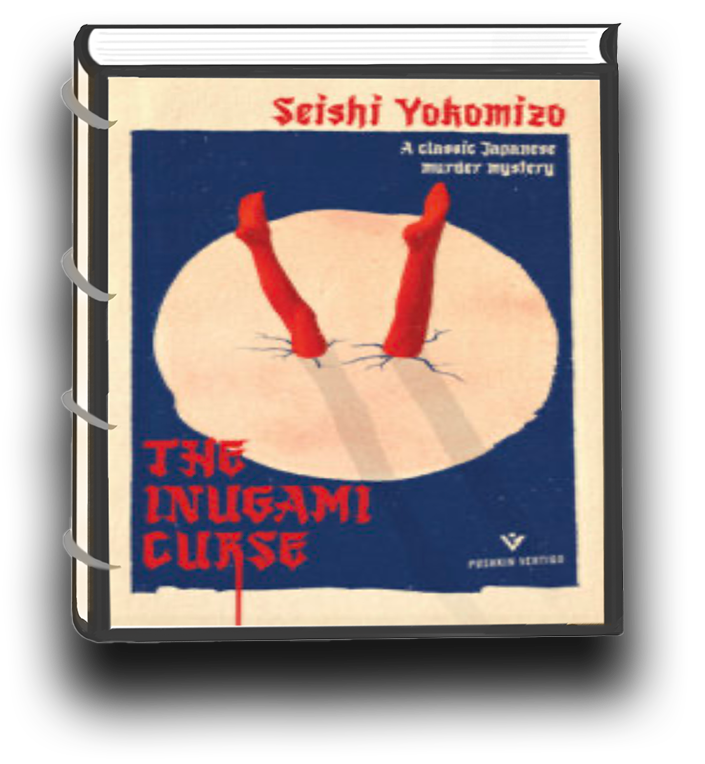 Seishi Yokomizo
A classic Japanese
murder mystery
THE
INUGAMI
CURSE
PUSHKIN VERTIGO